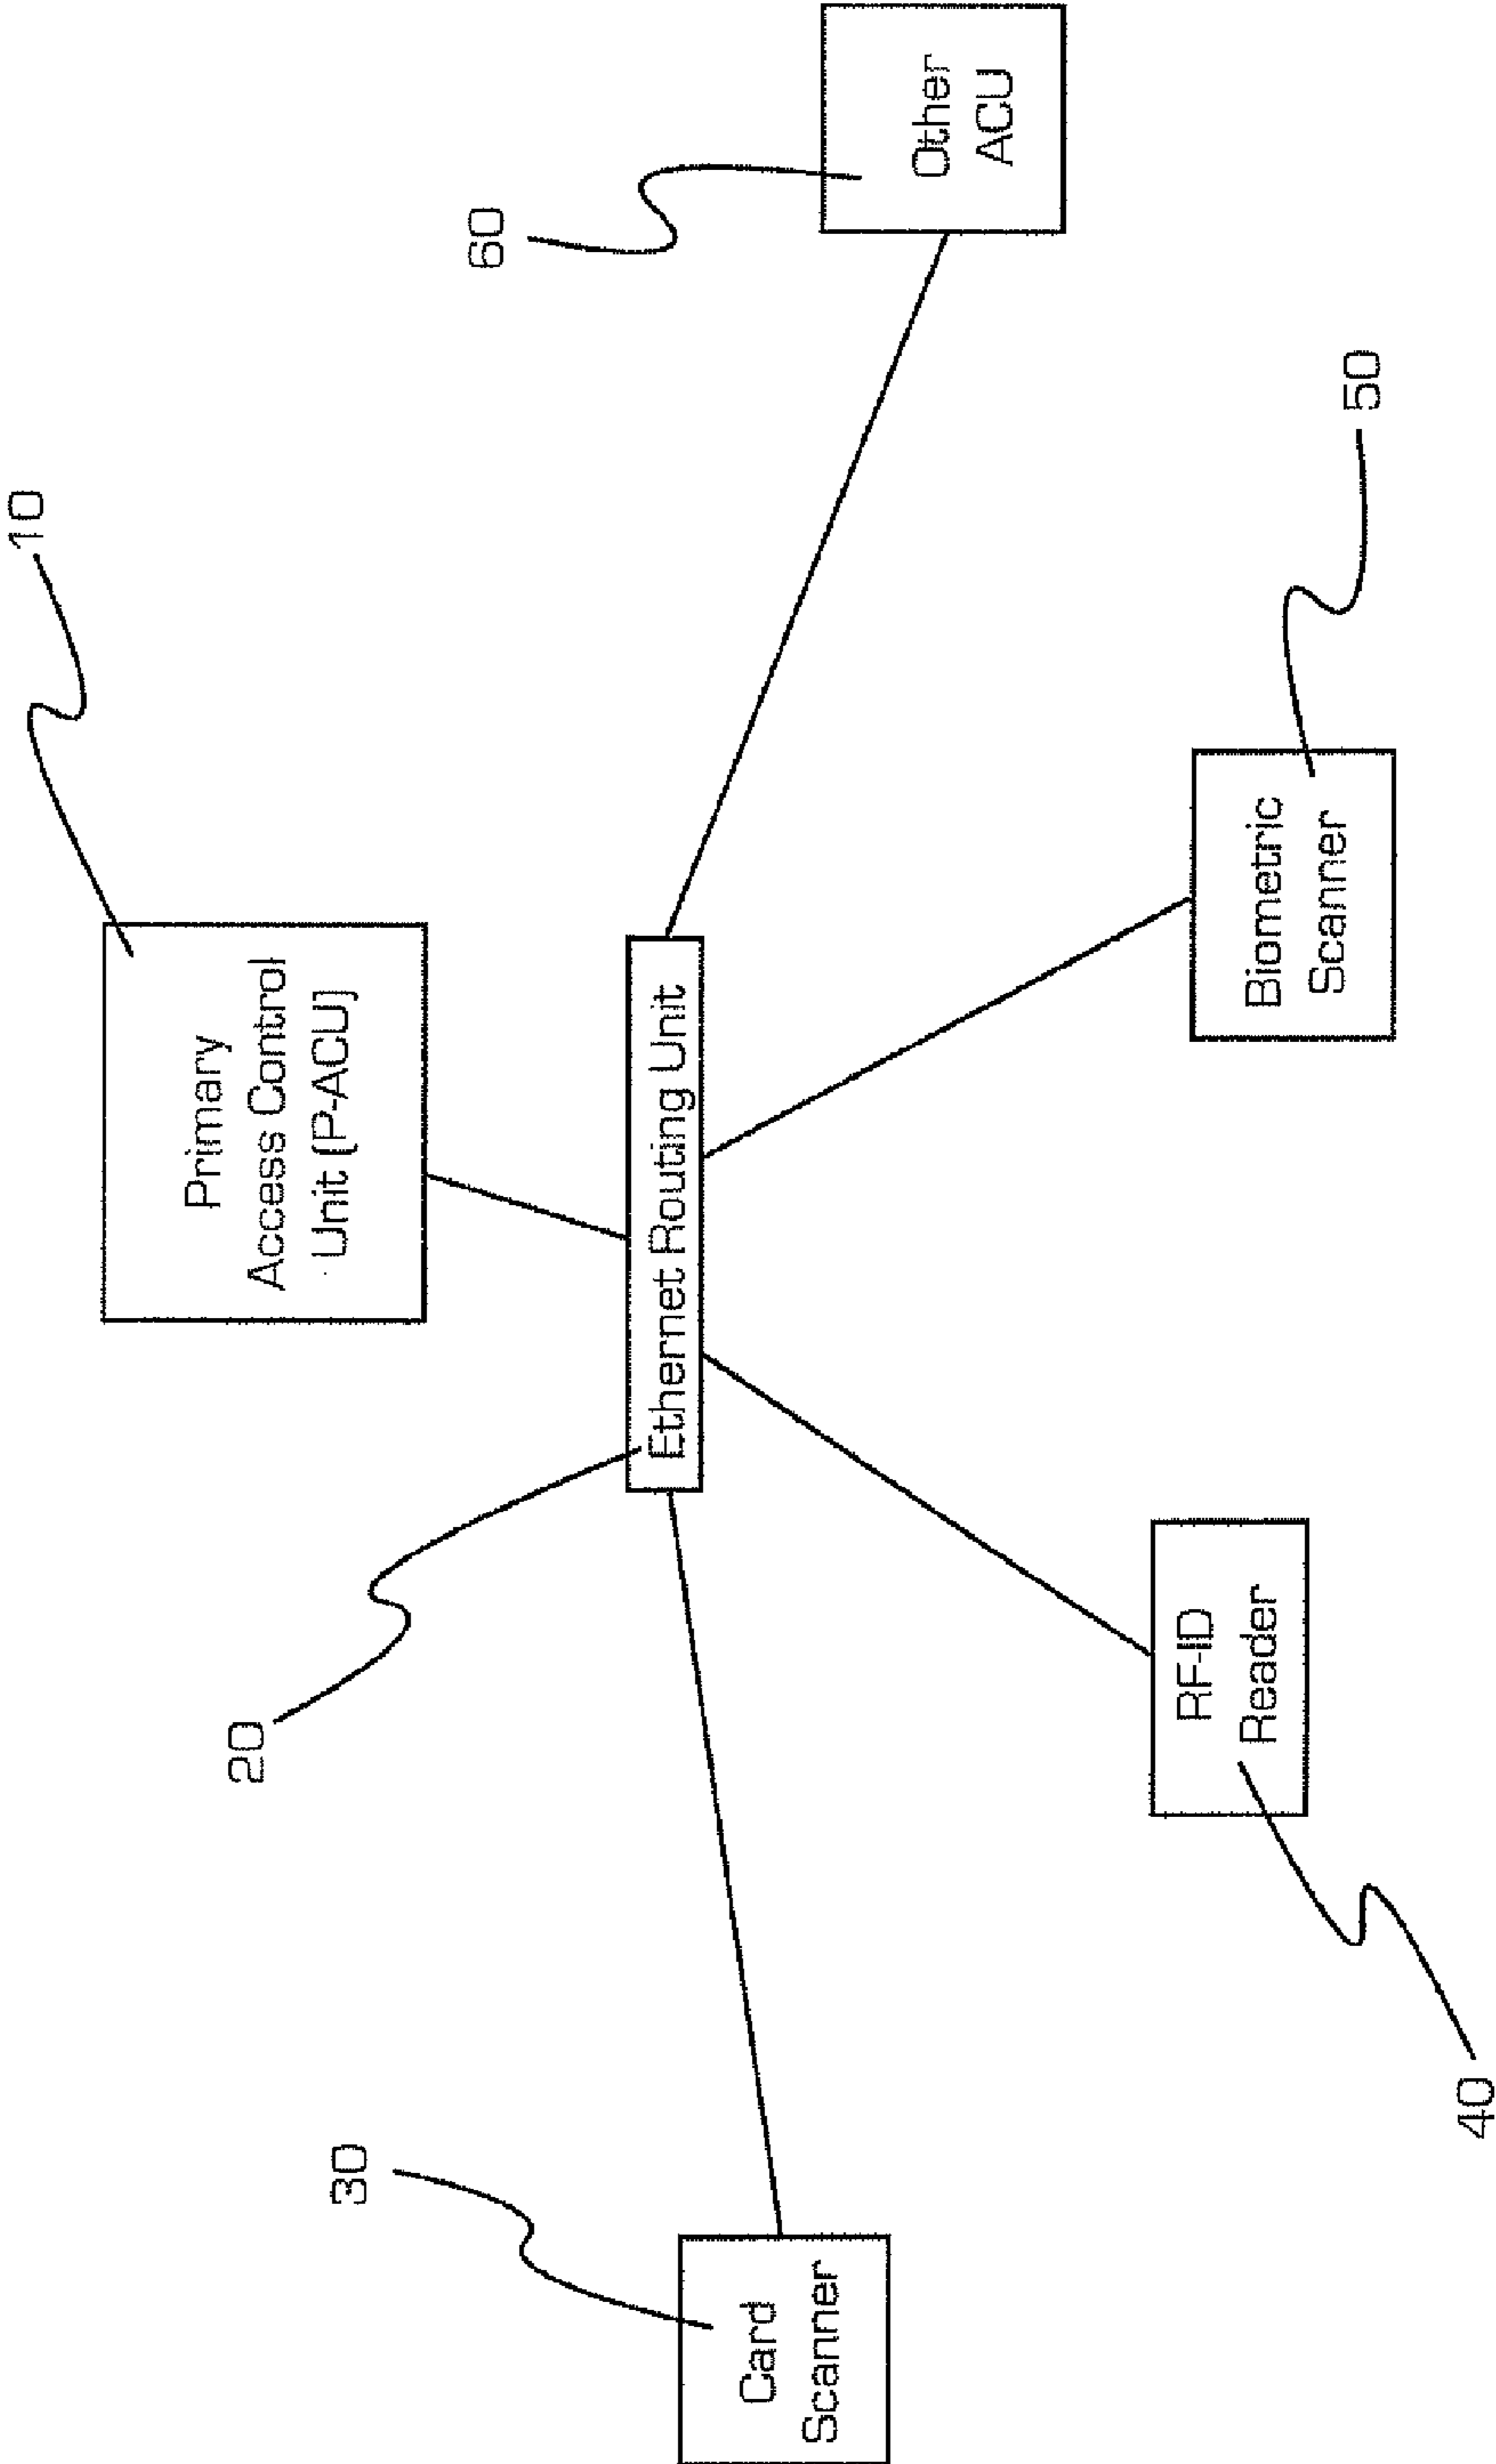 10
Primary
Access Control
Unit (P-ACU)
60
Other
ACU
20
Ethernet Routing Unit
30
Card
Scanner
RF-ID
Reader
40
Biometric
Scanner
50